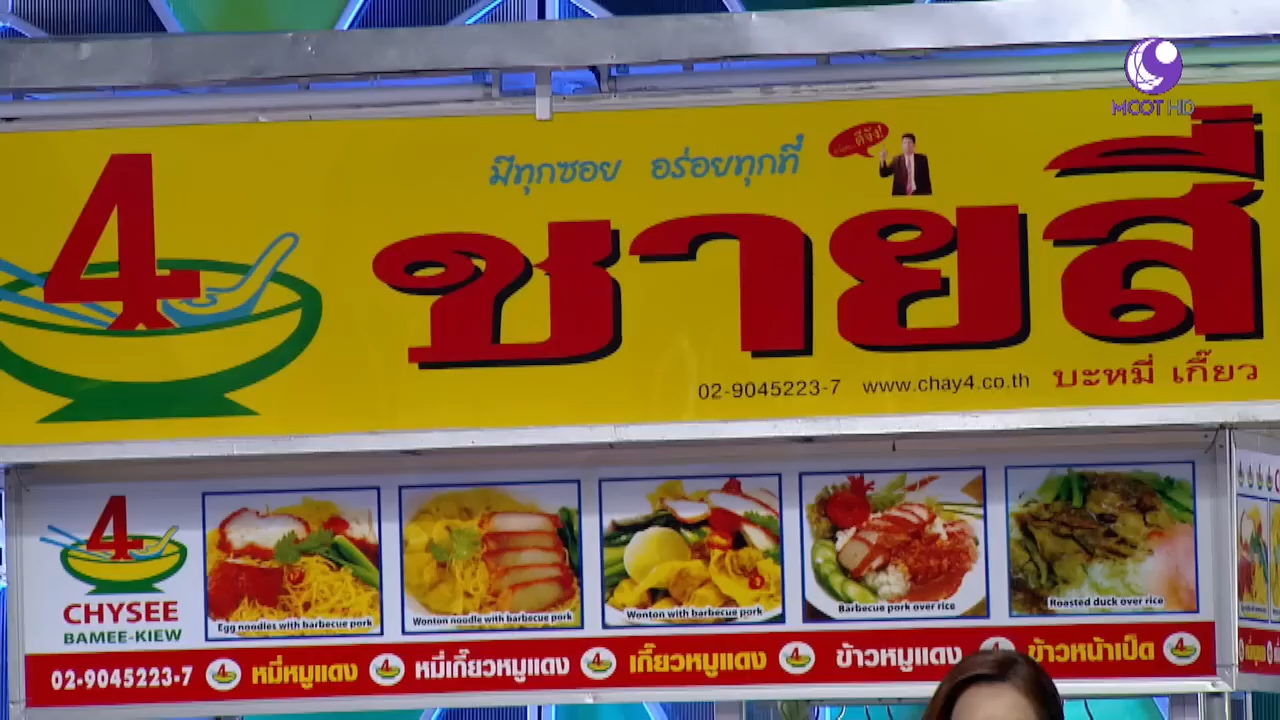 MCOT HD
4
มีทุกซอย อร่อยทุกที่
ดีจัง!
ชายสี่
02-9045223-7 www.chay4.co.th บะหมี่ เกี๊ยว
4
CHYSEE
BAMEE-KIEW
Egg noodles with barbecue pork
Wonton noodle with barbecue pork
Wonton with barbecue pork
Barbecue pork over rice
Roasted duck over rice
02-9045223-7 หมี่หมูแดง หมี่เกี๊ยวหมูแดง เกี๊ยวหมูแดง ข้าวหมูแดง ข้าวหน้าเป็ด